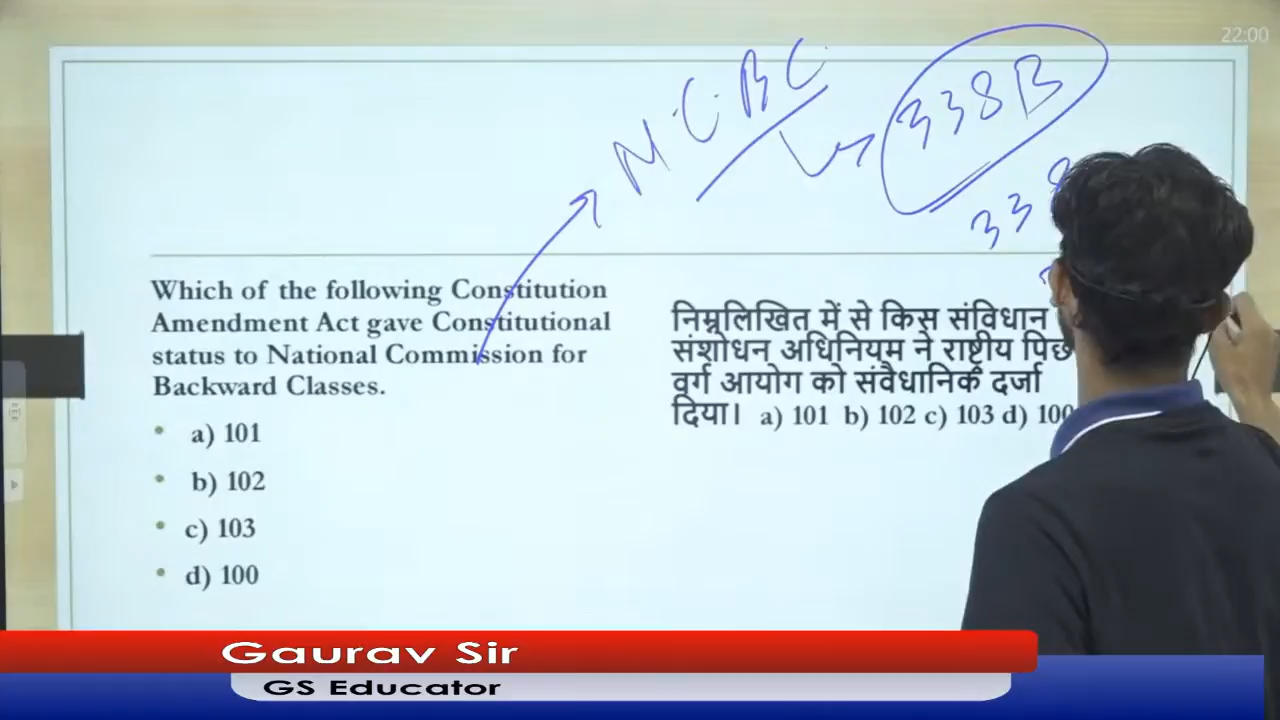 22:00
N.C.B.C
338B
338
Which of the following Constitution
Amendment Act gave Constitutional
status to National Commission for
Backward Classes.
• a) 101
• b) 102
• c) 103
• d) 100
निम्नलिखित में से किस संविधान
संशोधन अधिनियम ने राष्ट्रीय पिछ
वर्ग आयोग को संवैधानिक दर्जा
दिया। a) 101 b) 102 c) 103 d) 100
Gaurav Sir
GS Educator